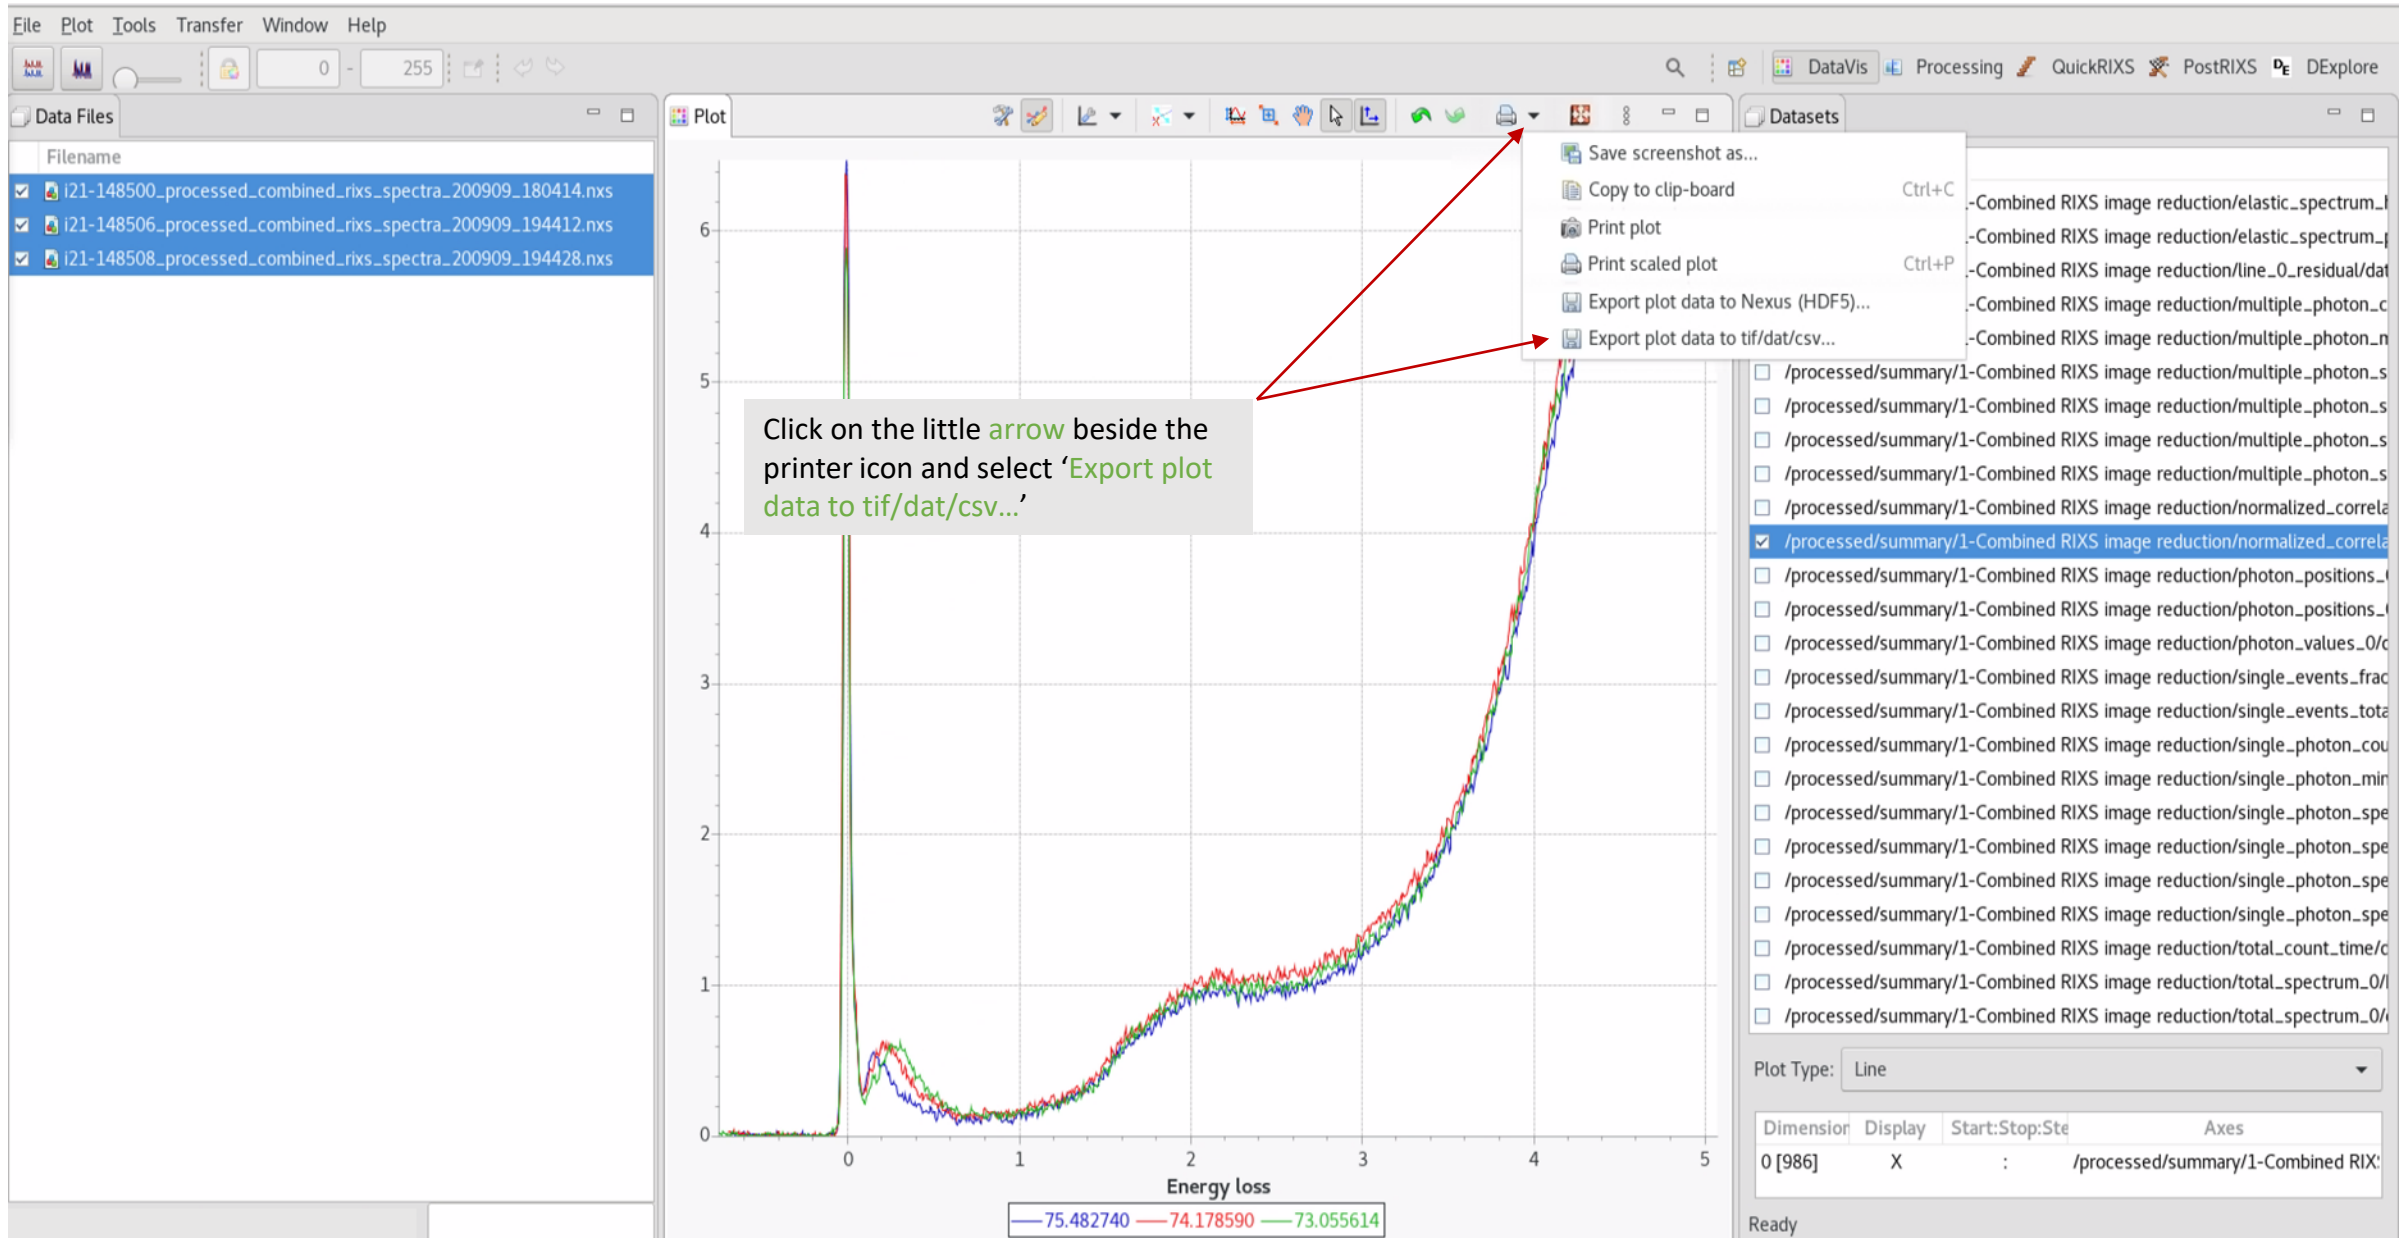 File Plot Tools Transfer Window Help
0 - 255
DataVis Processing QuickRIXS PostRIXS DExplore
Data Files
Filename
i21-148500_processed_combined_rixs_spectra_200909_180414.nxs
i21-148506_processed_combined_rixs_spectra_200909_194412.nxs
i21-148508_processed_combined_rixs_spectra_200909_194428.nxs
Plot
Save screenshot as...
Copy to clip-board Ctrl+C
Print plot
Print scaled plot Ctrl+P
Export plot data to Nexus (HDF5)...
Export plot data to tif/dat/csv...
Click on the little arrow beside the
printer icon and select ‘Export plot
data to tif/dat/csv…’
6
5
4
3
2
1
0
0 1 2 3 4 5
Energy loss
75.482740 74.178590 73.055614
Datasets
-Combined RIXS image reduction/elastic_spectrum_
-Combined RIXS image reduction/elastic_spectrum_
-Combined RIXS image reduction/line_0_residual/dat
-Combined RIXS image reduction/multiple_photon_c
-Combined RIXS image reduction/multiple_photon_
/processed/summary/1-Combined RIXS image reduction/multiple_photon_s
/processed/summary/1-Combined RIXS image reduction/multiple_photon_s
/processed/summary/1-Combined RIXS image reduction/multiple_photon_s
/processed/summary/1-Combined RIXS image reduction/multiple_photon_s
/processed/summary/1-Combined RIXS image reduction/normalized_correla
/processed/summary/1-Combined RIXS image reduction/normalized_correla
/processed/summary/1-Combined RIXS image reduction/photon_positions_
/processed/summary/1-Combined RIXS image reduction/photon_positions_
/processed/summary/1-Combined RIXS image reduction/photon_values_0/
/processed/summary/1-Combined RIXS image reduction/single_events_frac
/processed/summary/1-Combined RIXS image reduction/single_events_tota
/processed/summary/1-Combined RIXS image reduction/single_photon_cou
/processed/summary/1-Combined RIXS image reduction/single_photon_min
/processed/summary/1-Combined RIXS image reduction/single_photon_spe
/processed/summary/1-Combined RIXS image reduction/single_photon_spe
/processed/summary/1-Combined RIXS image reduction/single_photon_spe
/processed/summary/1-Combined RIXS image reduction/single_photon_spe
/processed/summary/1-Combined RIXS image reduction/total_count_time/
/processed/summary/1-Combined RIXS image reduction/total_spectrum_0/
/processed/summary/1-Combined RIXS image reduction/total_spectrum_0/
Plot Type: Line
Dimension Display Start:Stop:Ste Axes
0 [986] X : /processed/summary/1-Combined RIX
Ready